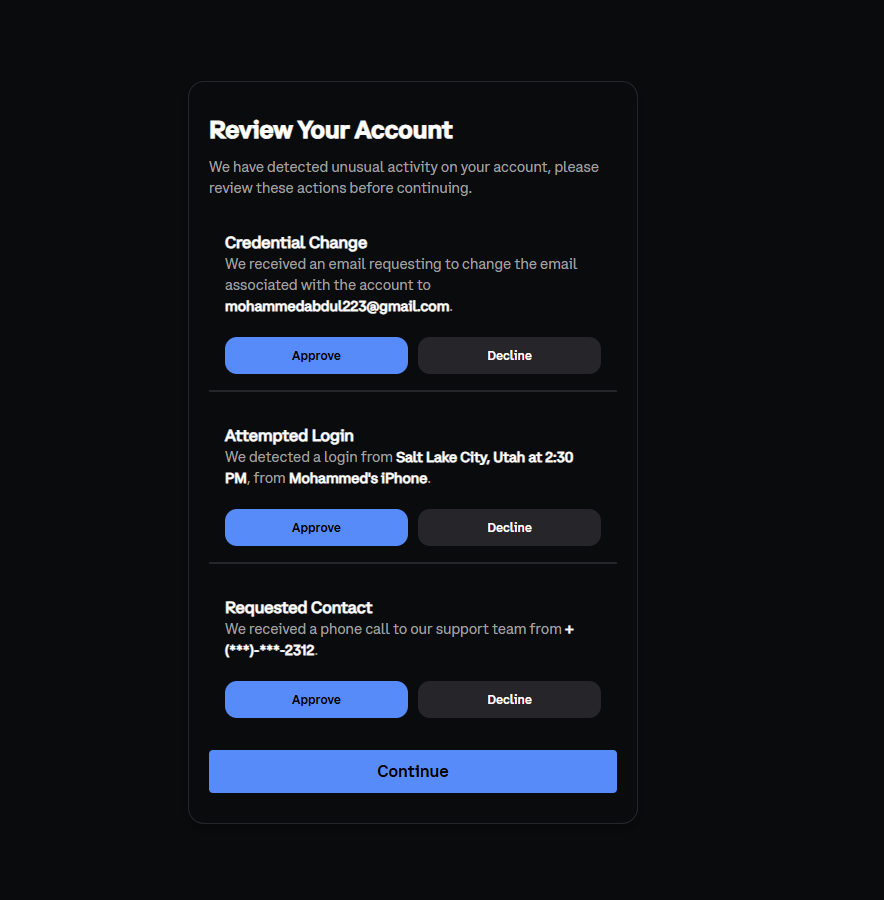 Review Your Account
We have detected unusual activity on your account, please
review these actions before continuing.
Credential Change
We received an email requesting to change the email
associated with the account to
mohammedabdul223@gmail.com.
Approve Decline
Attempted Login
We detected a login from Salt Lake City, Utah at 2:30
PM, from Mohammed's iPhone.
Approve Decline
Requested Contact
We received a phone call to our support team from +
(***)-***-2312.
Approve Decline
Continue